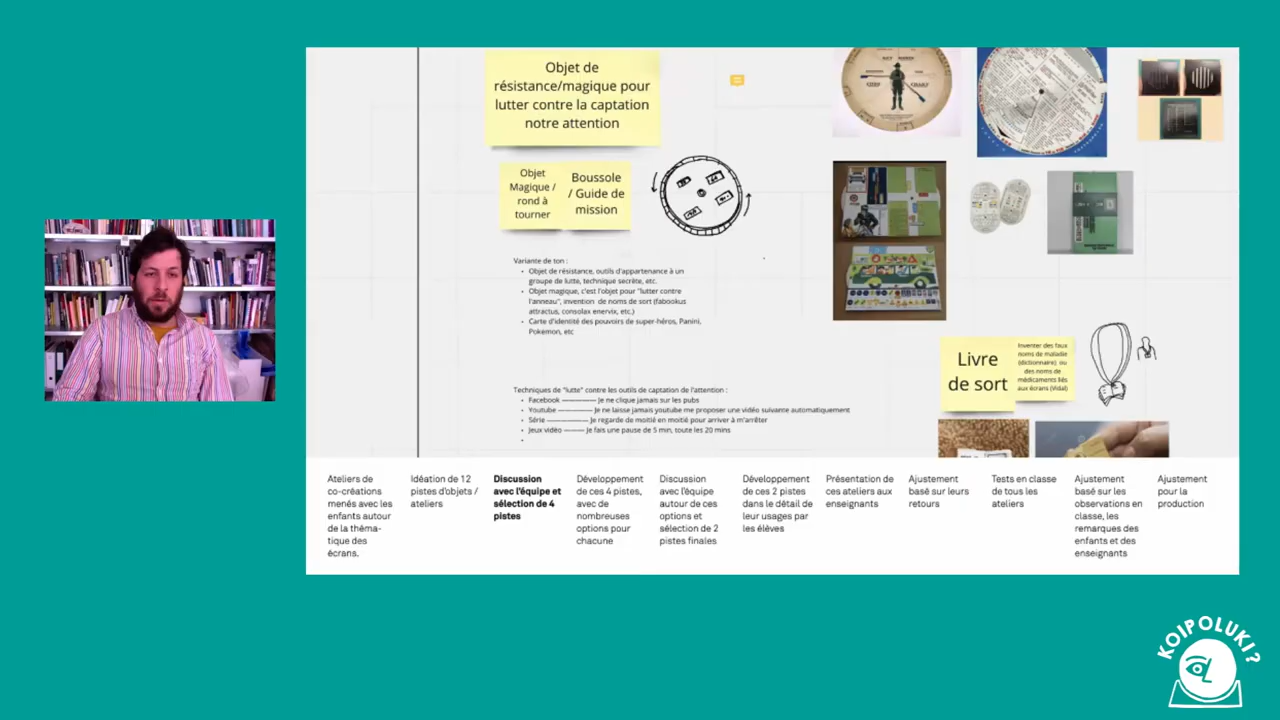 Objet de
résistance/magique pour
lutter contre la captation
notre attention
Objet
Magique /
rond à
tourner
Boussole
/ Guide de
mission
Variante de ton :
• Objet de résistance, outils d'appartenance à un
groupe de lutte, technique secrète, etc.
• Objet magique, c'est l'objet pour "lutter contre
l'anneau", invention de noms de sort (fabookus
attractus, consolax enervix, etc.)
• Carte d'identité des pouvoirs de super-héros, Panini,
Pokemon, etc
Livre
de sort
Inventer des faux
noms de maladie
(dictionnaire) ou
des noms de
médicaments liés
aux écrans (Vidal)
Techniques de "lutte" contre les outils de captation de l'attention :
• Facebook ————— Je ne clique jamais sur les pubs
• Youtube ————— Je ne laisse jamais youtube me proposer une vidéo suivante automatiquement
• Série ————— Je regarde de moitié en moitié pour arriver à m'arrêter
• Jeux vidéo ——— Je fais une pause de 5 min, toute les 20 mins
Ateliers de
co-créations
menés avec les
enfants autour
de la théma-
tique des
écrans.
Idéation de 12
pistes d'objets /
ateliers
Discussion
avec l'équipe et
sélection de 4
pistes
Développement
de ces 4 pistes,
avec de
nombreuses
options pour
chacune
Discussion
avec l'équipe
autour de ces
options et
sélection de 2
pistes finales
Développement
de ces 2 pistes
dans le détail de
leur usages par
les élèves
Présentation de
ces ateliers aux
enseignants
Ajustement
basé sur leurs
retours
Tests en classe
de tous les
ateliers
Ajustement
basé sur les
observations en
classe, les
remarques des
enfants et des
enseignants
Ajustement
pour la
production
KOIPOLUKI?